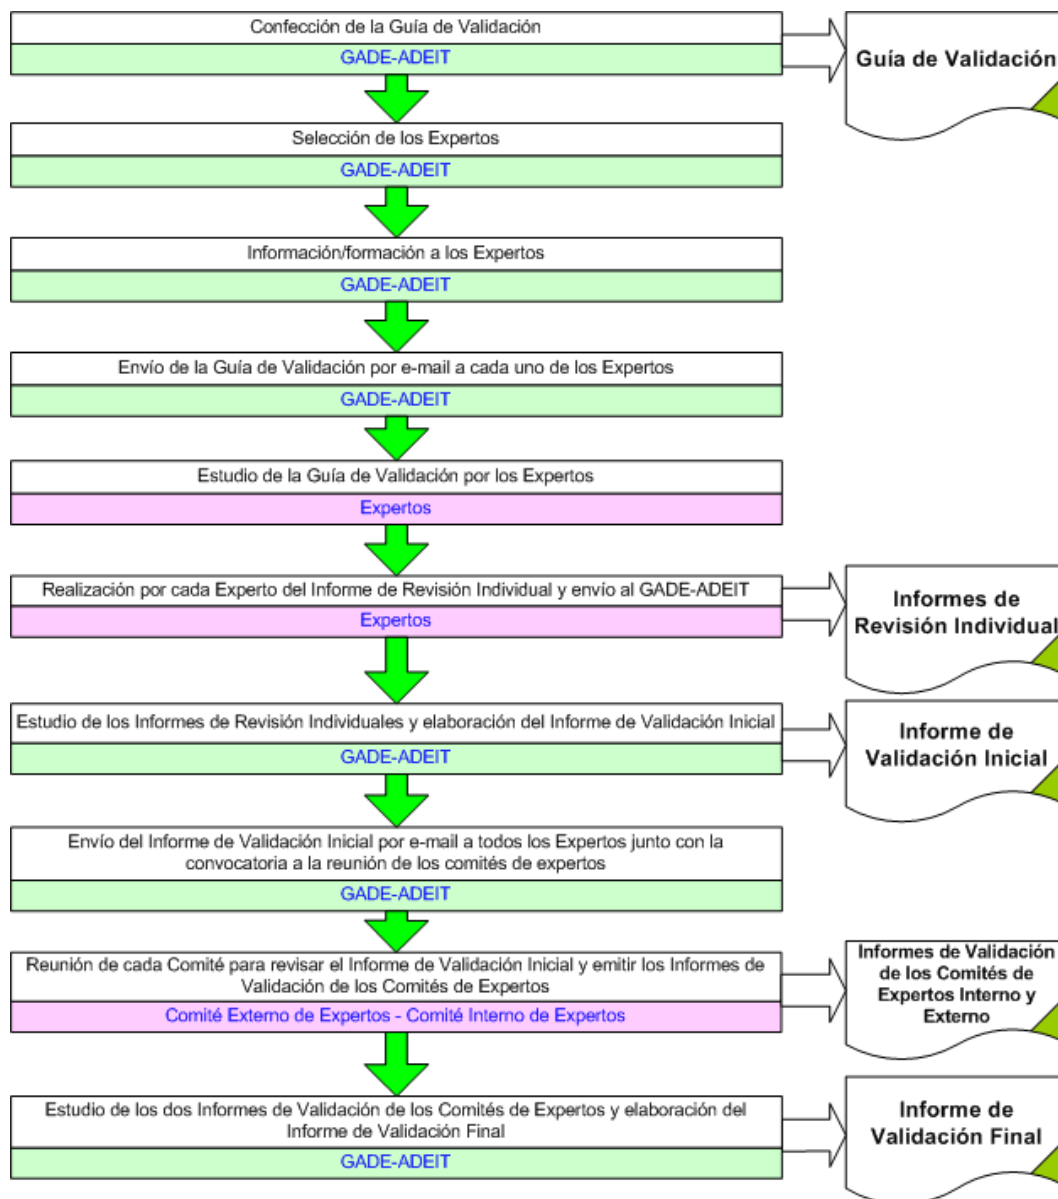 Confección de la Guía de Validación
GADE-ADEIT
Guía de Validación
Selección de los Expertos
GADE-ADEIT
Información/formación a los Expertos
GADE-ADEIT
Envío de la Guía de Validación por e-mail a cada uno de los Expertos
GADE-ADEIT
Estudio de la Guía de Validación por los Expertos
Expertos
Realización por cada Experto del Informe de Revisión Individual y envío al GADE-ADEIT
Expertos
Informes de
Revisión Individual
Estudio de los Informes de Revisión Individuales y elaboración del Informe de Validación Inicial
GADE-ADEIT
Informe de
Validación Inicial
Envío del Informe de Validación Inicial por e-mail a todos los Expertos junto con la
convocatoria a la reunión de los comités de expertos
GADE-ADEIT
Reunión de cada Comité para revisar el Informe de Validación Inicial y emitir los Informes de
Validación de los Comités de Expertos
Comité Externo de Expertos - Comité Interno de Expertos
Informes de Validación
de los Comités de
Expertos Interno y
Externo
Estudio de los dos Informes de Validación de los Comités de Expertos y elaboración del
Informe de Validación Final
GADE-ADEIT
Informe de
Validación Final